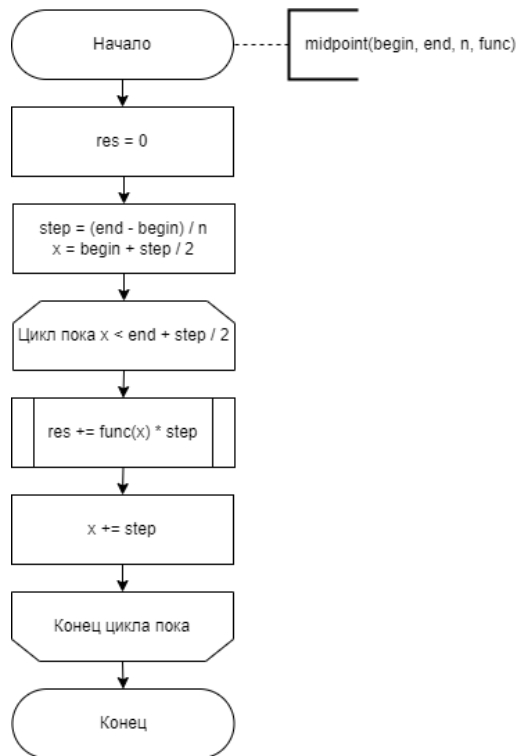 Начало
midpoint(begin, end, n, func)
res = 0
step = (end - begin) / n
x = begin + step / 2
Цикл пока x < end + step / 2
res += func(x) * step
x += step
Конец цикла пока
Конец